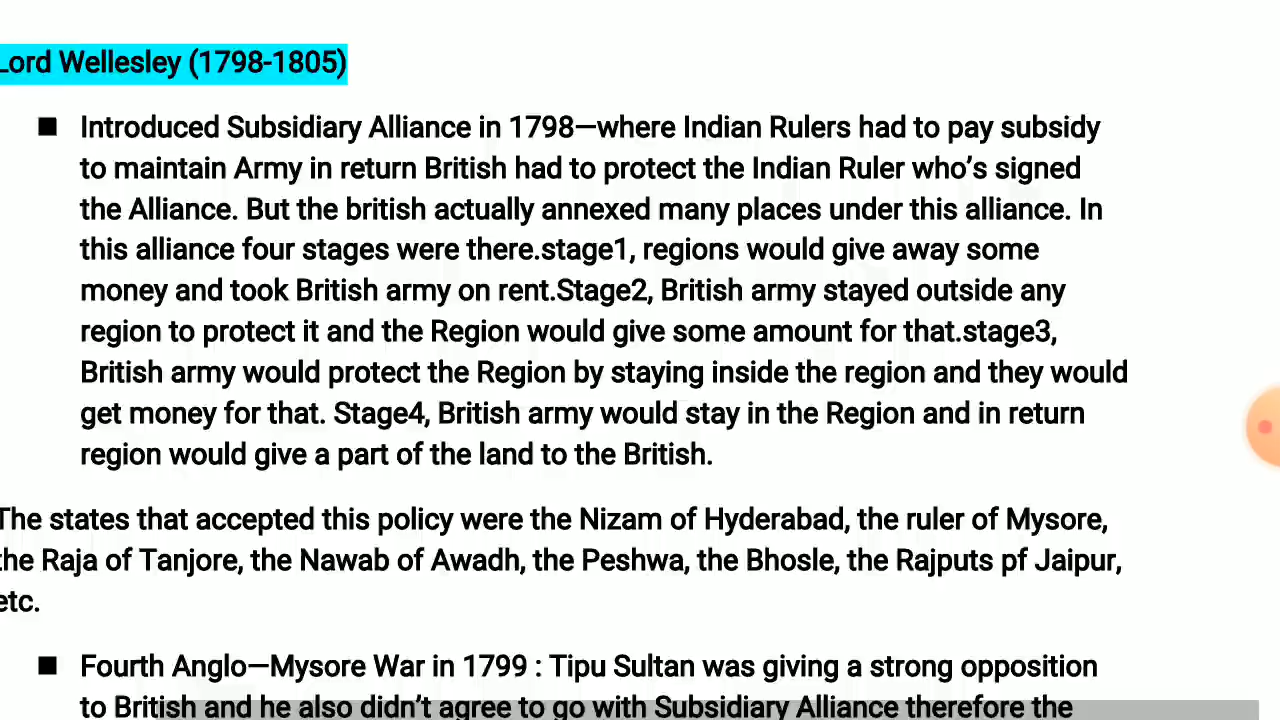 Lord Wellesley (1798-1805)
■ Introduced Subsidiary Alliance in 1798—where Indian Rulers had to pay subsidy
to maintain Army in return British had to protect the Indian Ruler who’s signed
the Alliance. But the british actually annexed many places under this alliance. In
this alliance four stages were there.stage1, regions would give away some
money and took British army on rent.Stage2, British army stayed outside any
region to protect it and the Region would give some amount for that.stage3,
British army would protect the Region by staying inside the region and they would
get money for that. Stage4, British army would stay in the Region and in return
region would give a part of the land to the British.
The states that accepted this policy were the Nizam of Hyderabad, the ruler of Mysore,
the Raja of Tanjore, the Nawab of Awadh, the Peshwa, the Bhosle, the Rajputs pf Jaipur,
etc.
■ Fourth Anglo—Mysore War in 1799 : Tipu Sultan was giving a strong opposition
to British and he also didn’t agree to go with Subsidiary Alliance therefore the